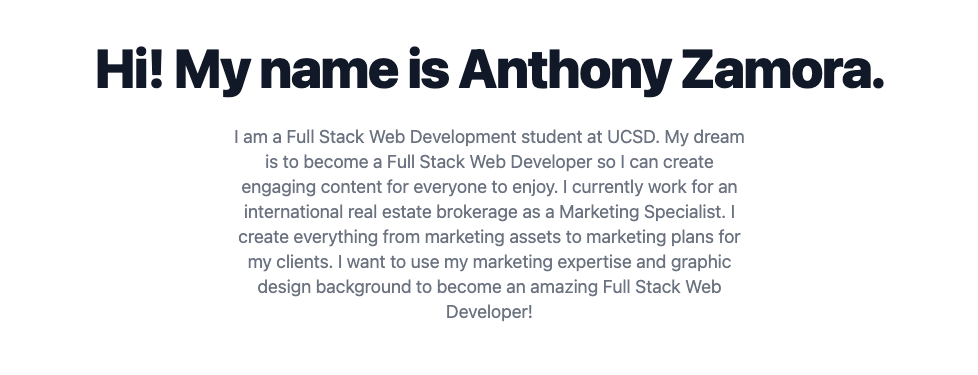 Hi! My name is Anthony Zamora.
I am a Full Stack Web Development student at UCSD. My dream
is to become a Full Stack Web Developer so I can create
engaging content for everyone to enjoy. I currently work for an
international real estate brokerage as a Marketing Specialist. I
create everything from marketing assets to marketing plans for
my clients. I want to use my marketing expertise and graphic
design background to become an amazing Full Stack Web
Developer!